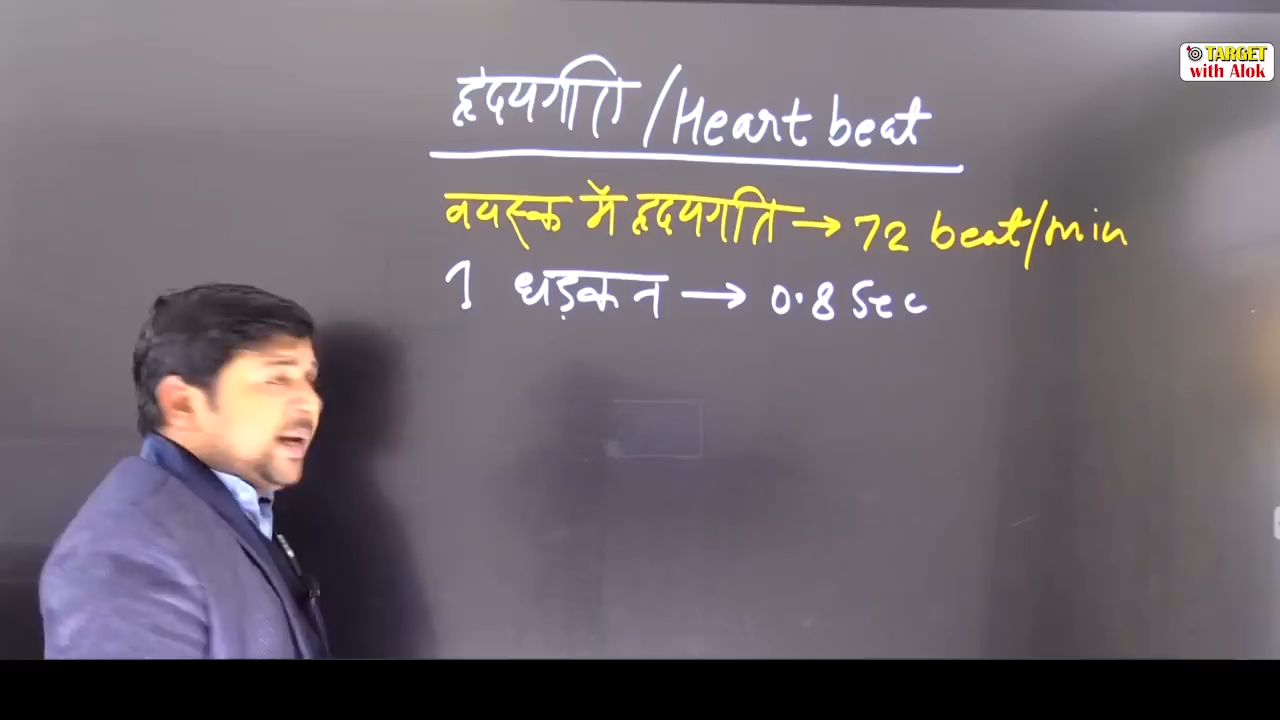 TARGET
with Alok
हृदयगति / Heart beat
वयस्क में हृदयगति → 72 beat/min
1 धड़कन → 0.8 Sec